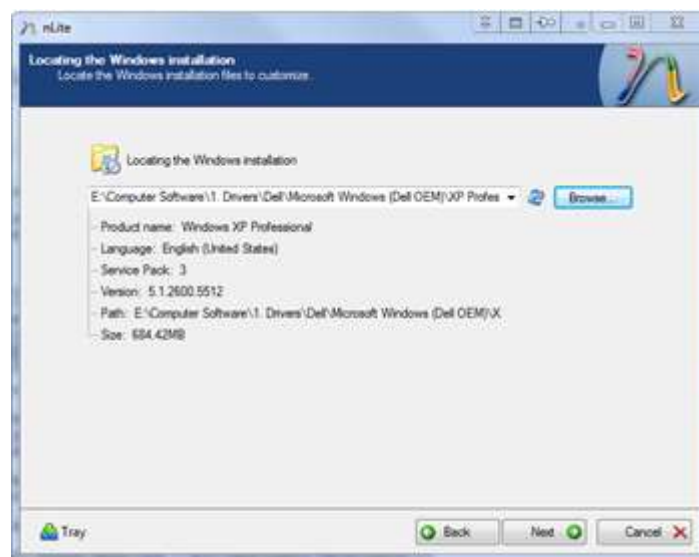 nLite
Locating the Windows installation
Locate the Windows installation files to customize.
Locating the Windows installation
E:\Computer Software\1. Drivers\Dell\Microsoft Windows (Dell OEM)\XP Profes
Browse...
Product name: Windows XP Professional
Language: English (United States)
Service Pack: 3
Version: 5.1.2600.5512
Path: E:\Computer Software\1. Drivers\Dell\Microsoft Windows (Dell OEM)\X
Size: 684.42MB
Tray
Back
Next
Cancel